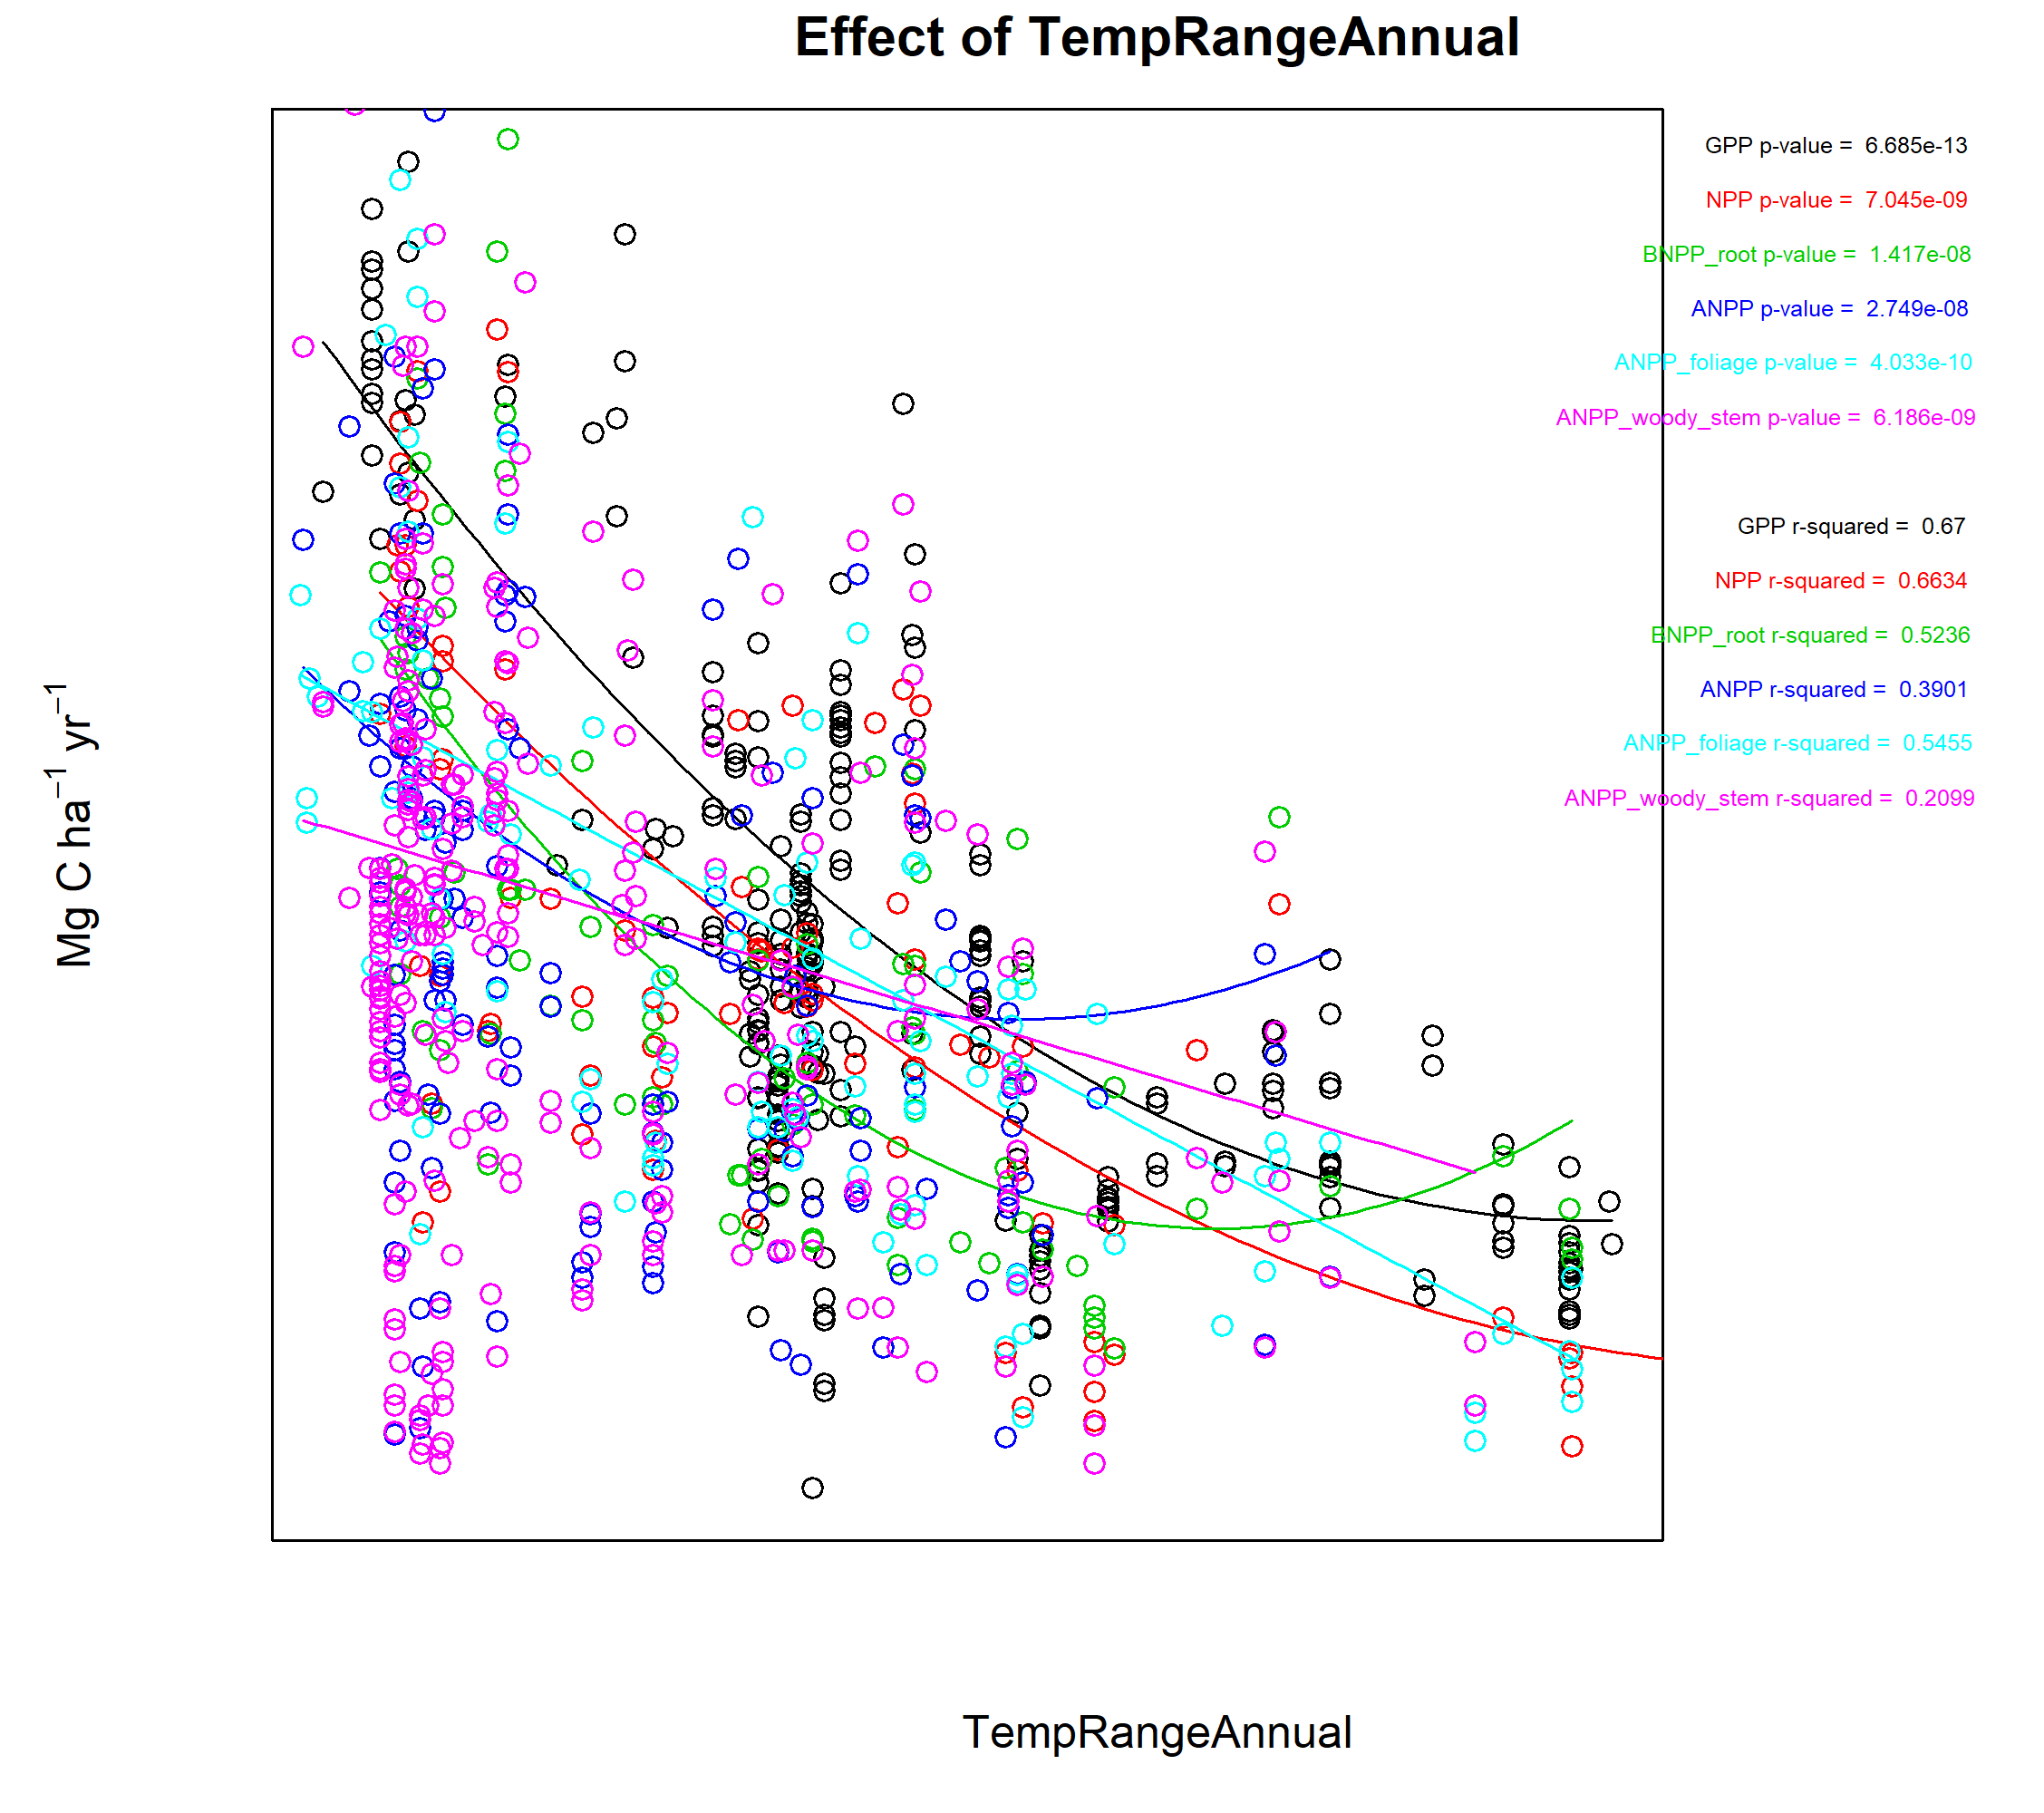 Effect of TempRangeAnnual
GPP p-value = 6.685e-13
NPP p-value = 7.045e-09
BNPP_root p-value = 1.417e-08
ANPP p-value = 2.749e-08
ANPP_foliage p-value = 4.033e-10
ANPP_woody_stem p-value = 6.186e-09
GPP r-squared = 0.67
NPP r-squared = 0.6634
BNPP_root r-squared = 0.5236
ANPP r-squared = 0.3901
ANPP_foliage r-squared = 0.5455
ANPP_woody_stem r-squared = 0.2099
Mg C ha⁻¹ yr⁻¹
TempRangeAnnual